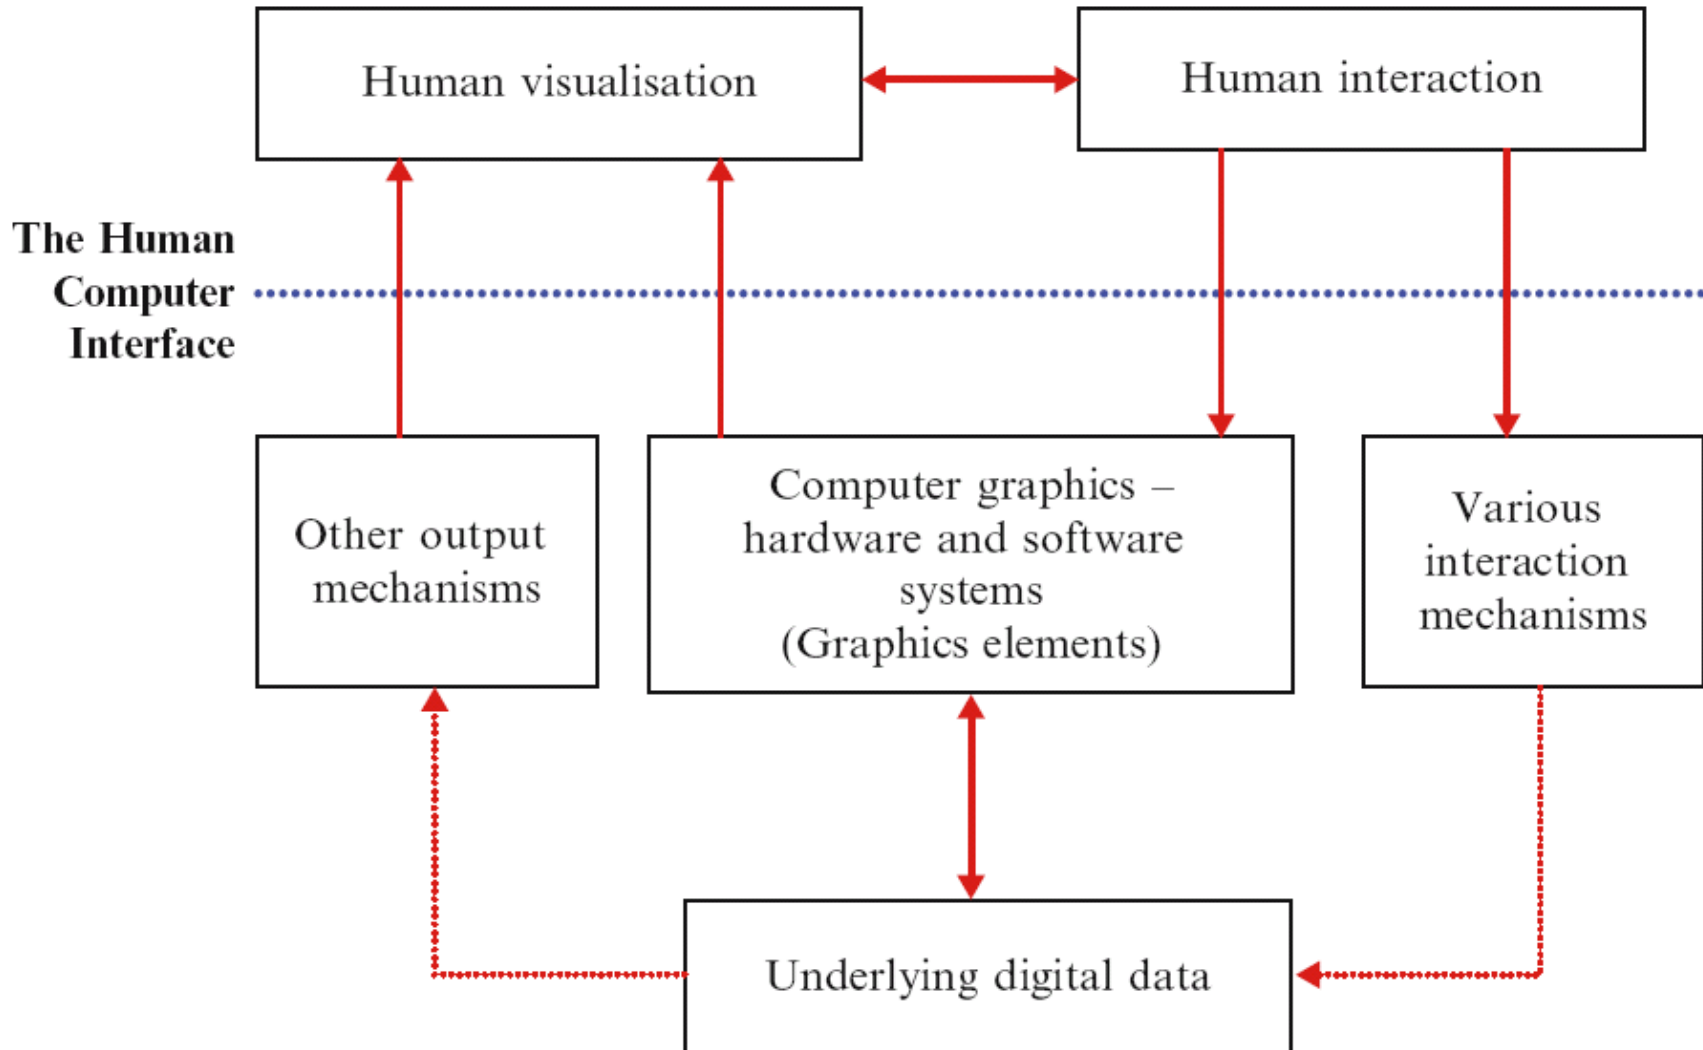 Human visualisation
Human interaction
The Human
Computer
Interface
Other output
mechanisms
Computer graphics –
hardware and software
systems
(Graphics elements)
Various
interaction
mechanisms
Underlying digital data